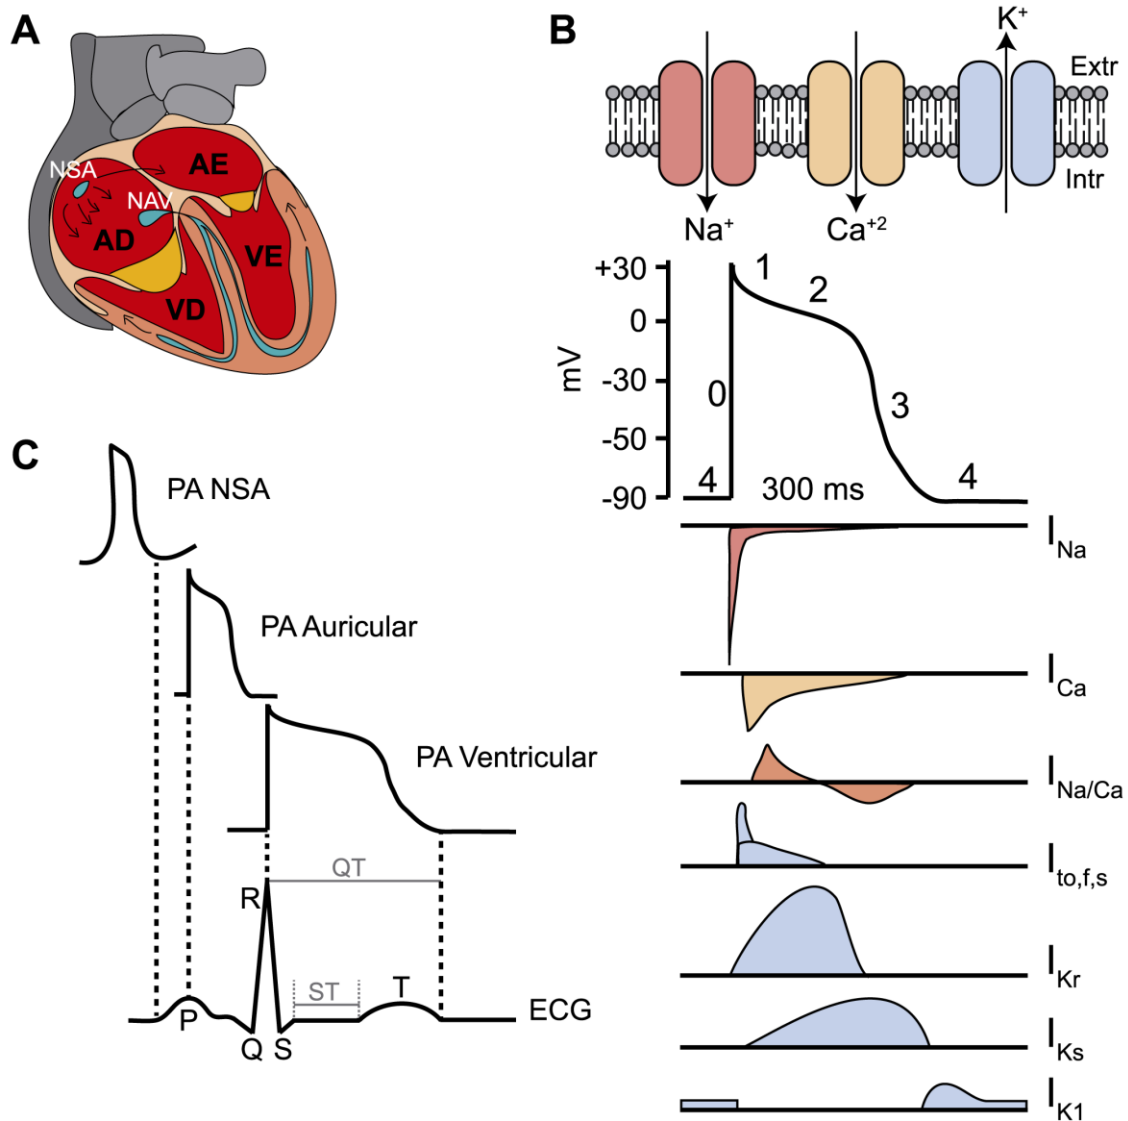 A
NSA
AE
NAV
AD
VE
VD
B
K+
Extr
Intr
Na+
Ca+2
mV
+30
0
-30
-50
-90
1
2
0
3
4
300 ms
4
INa
ICa
INa/Ca
Ito,f,s
IKr
IKs
IK1
C
PA NSA
PA Auricular
PA Ventricular
QT
R
ST
T
P
ECG
Q S